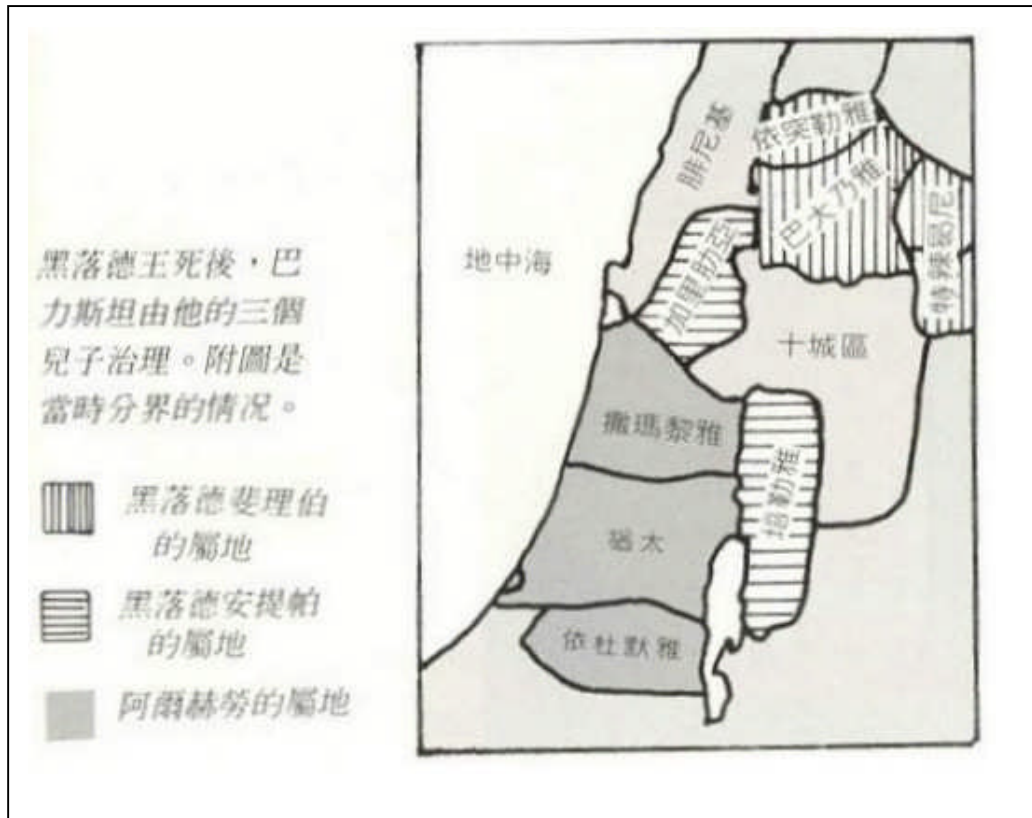 黑落德王死後，巴
力斯坦由他的三個
兒子治理。附圖是
當時分界的情況。
黑落德斐理伯
的屬地
黑落德安提帕
的屬地
阿爾赫勞的屬地
腓尼基
依突勒雅
巴大乃雅
特辣曷尼
地中海
加里肋亞
十城區
撒瑪黎雅
培勒雅
猶太
依杜默雅